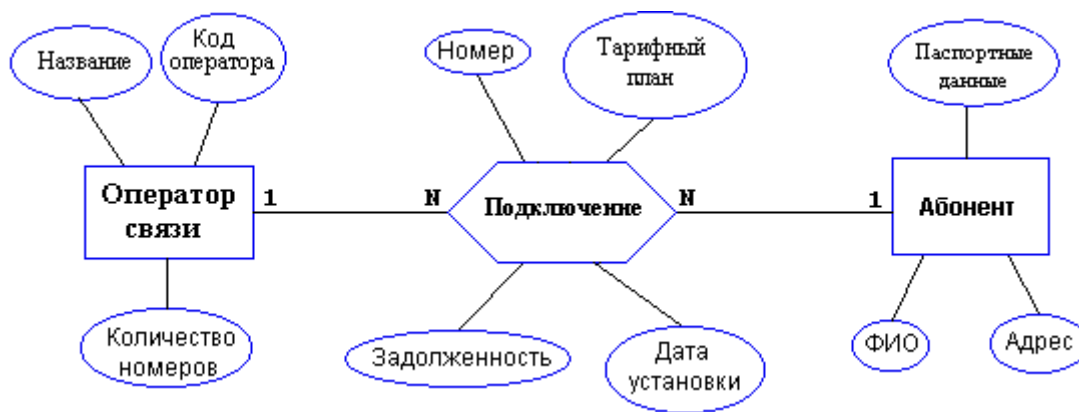 Название
Код
оператора
Номер
Тарифный
план
Паспортные
данные
Оператор
связи
1
N
Подключение
N
1
Абонент
Количество
номеров
Задолженность
Дата
установки
ФИО
Адрес